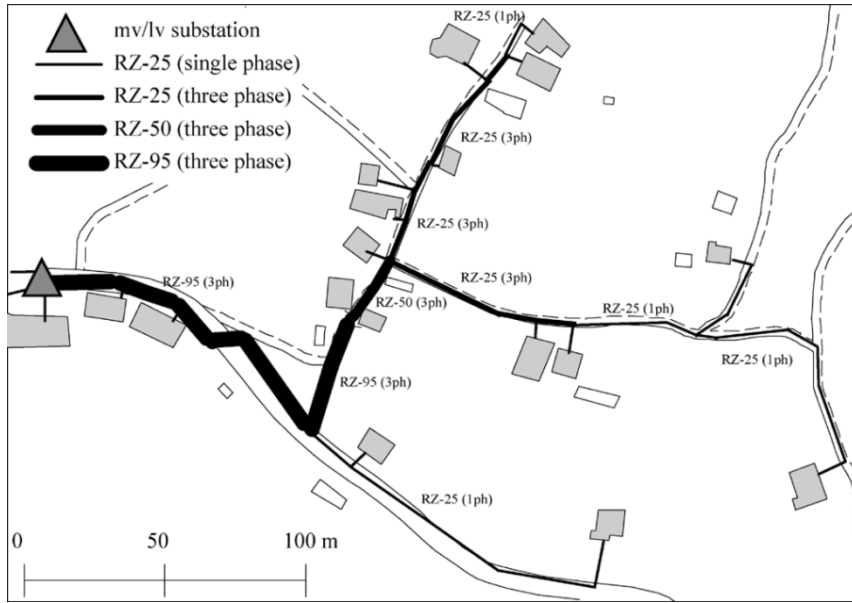 mv/lv substation
RZ-25 (single phase)
RZ-25 (three phase)
RZ-50 (three phase)
RZ-95 (three phase)
RZ-25 (1ph)
RZ-25 (3ph)
RZ-25 (3ph)
RZ-25 (3ph)
RZ-95 (3ph)
RZ-50 (3ph)
RZ-25 (1ph)
RZ-25 (1ph)
RZ-95 (3ph)
RZ-25 (1ph)
0 50 100 m